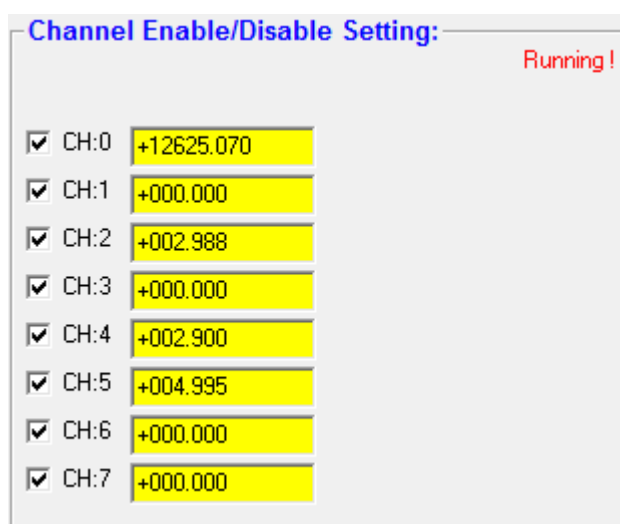 Channel Enable/Disable Setting:
Running !
CH:0 +12625.070
CH:1 +000.000
CH:2 +002.988
CH:3 +000.000
CH:4 +002.900
CH:5 +004.995
CH:6 +000.000
CH:7 +000.000